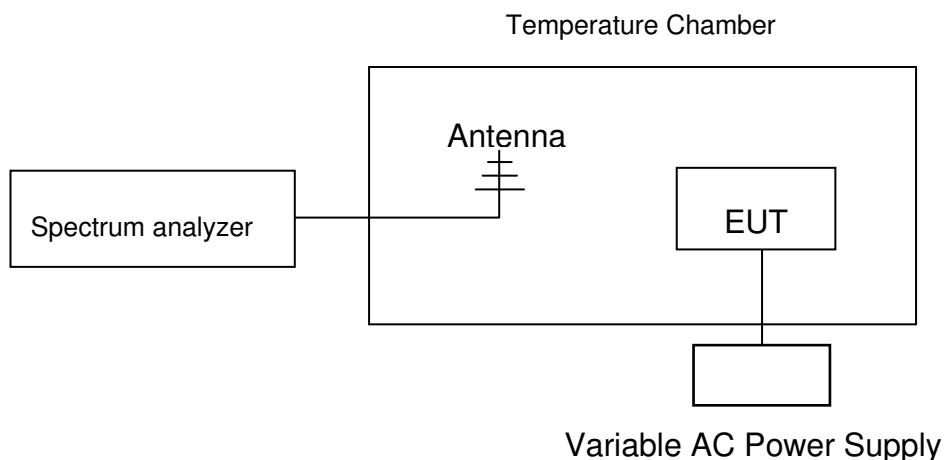 Temperature Chamber
Antenna
Spectrum analyzer
EUT
Variable AC Power Supply